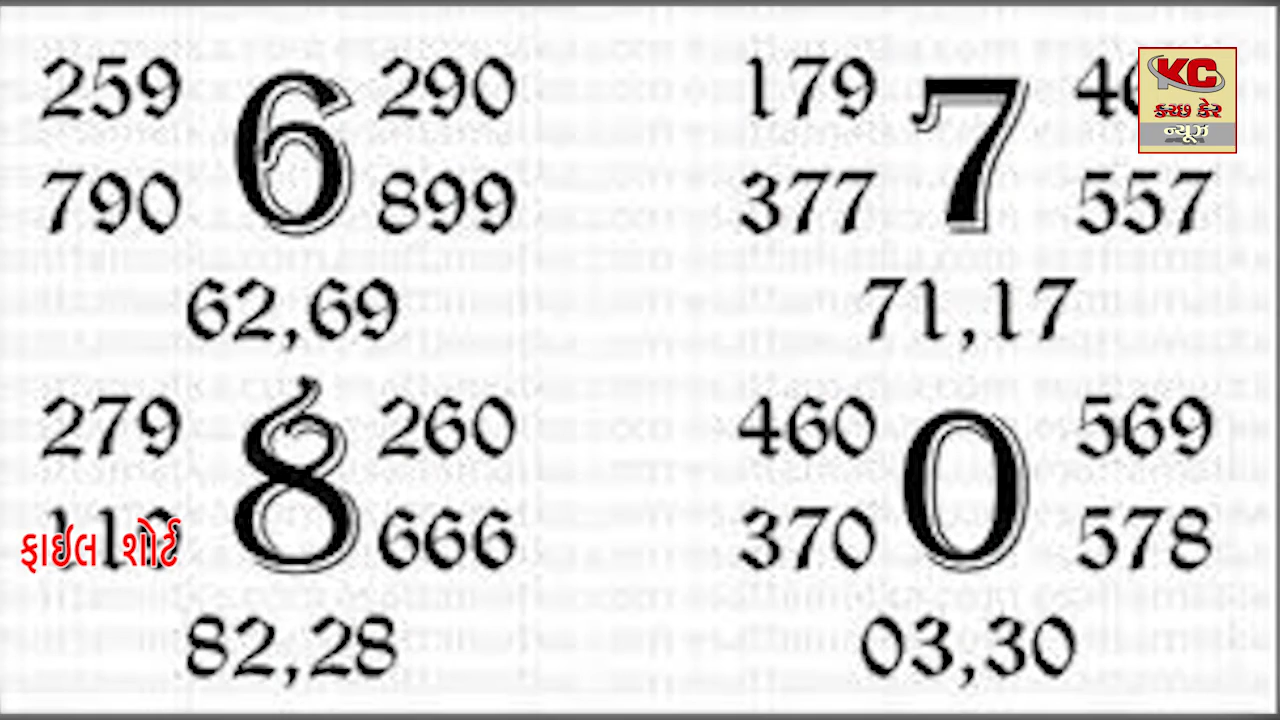 259 6 290 179 7
790 899 377 557
62,69 71,17
279 8 260 460 0 569
666 370 578
82,28 03,30
KC
કચ્છ કેર
ન્યૂઝ
ફાઈલ શોટ